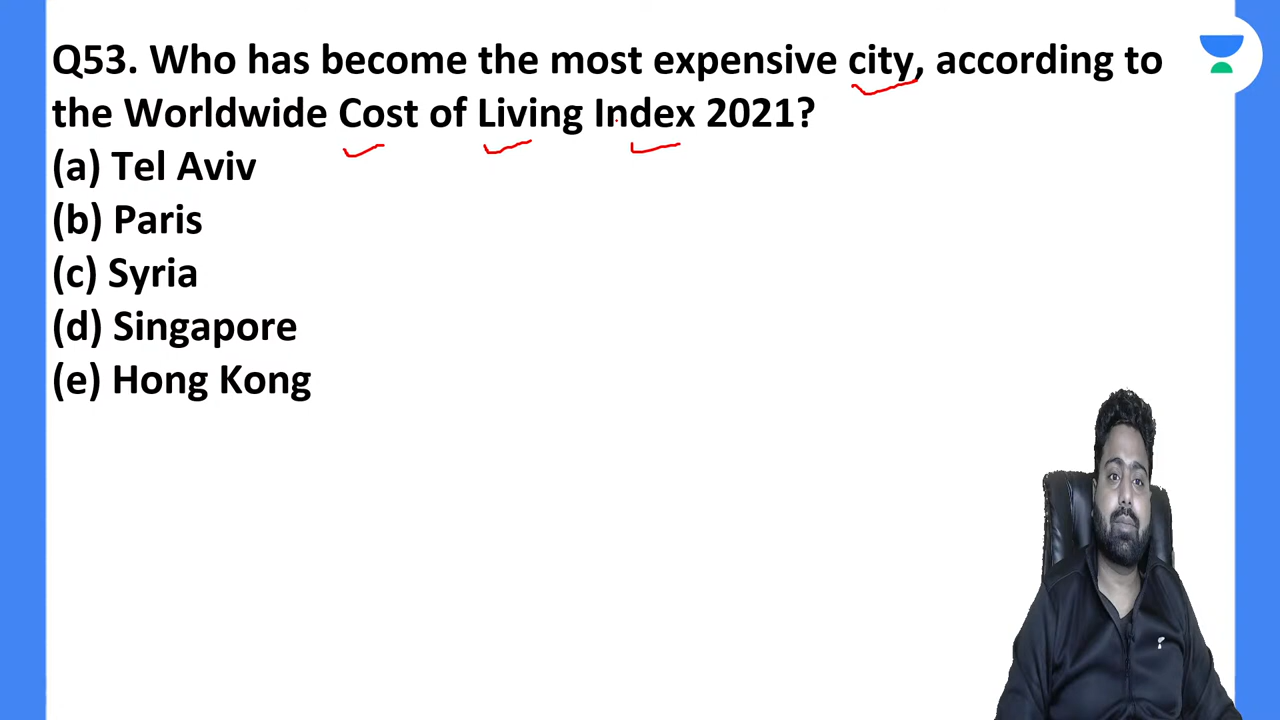 Q53. Who has become the most expensive city, according to
the Worldwide Cost of Living Index 2021?
(a) Tel Aviv
(b) Paris
(c) Syria
(d) Singapore
(e) Hong Kong